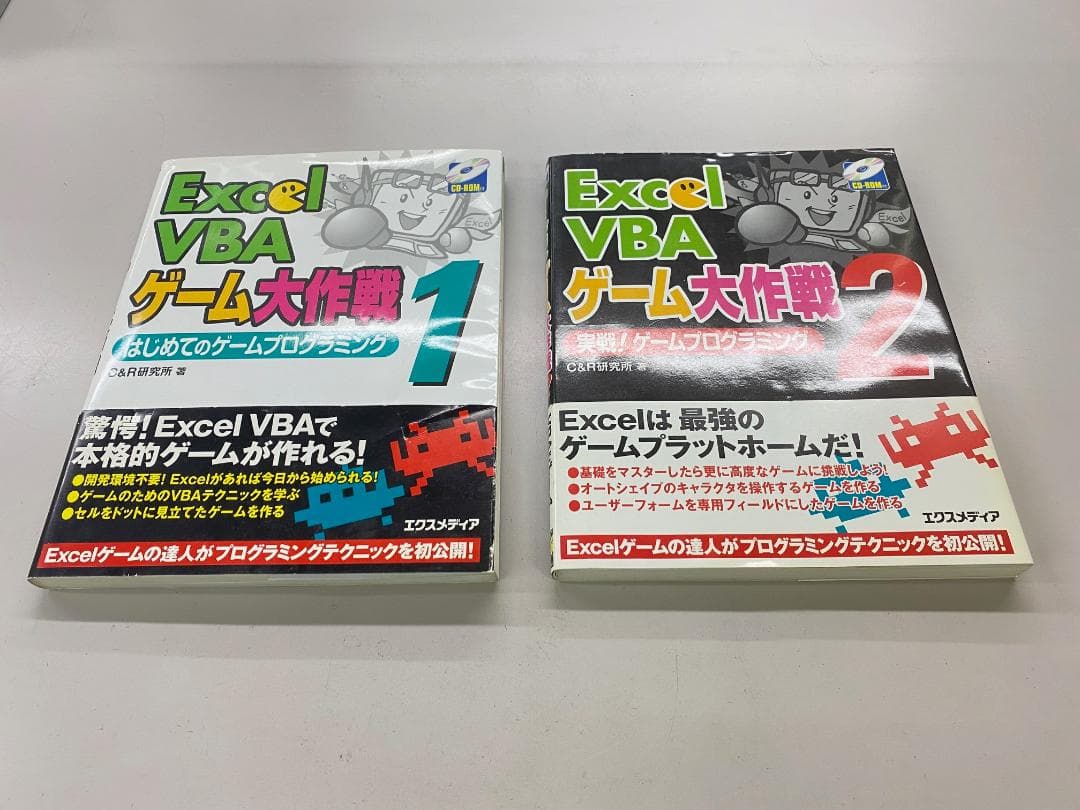 Excel
VBA
ゲーム大作戦
1
はじめてのゲームプログラミング
C&R研究所 著
CD-ROM付
Excel
驚愕!Excel VBAで
本格的ゲームが作れる!
●開発環境不要!Excelがあれば今日から始められる!
●ゲームのためのVBAテクニックを学ぶ
●セルをドットに見立てたゲームを作る
エクスメディア
Excelゲームの達人がプログラミングテクニックを初公開!
Excel
VBA
ゲーム大作戦
2
実戦!ゲームプログラミング
C&R研究所 著
CD-ROM付
Excel
Excelは 最強の
ゲームプラットホームだ!
●基礎をマスターしたら更に高度なゲームに挑戦しよう!
●オートシェイプのキャラクタを操作するゲームを作る
●ユーザーフォームを専用フィールドにしたゲームを作る
エクスメディア
Excelゲームの達人がプログラミングテクニックを初公開!